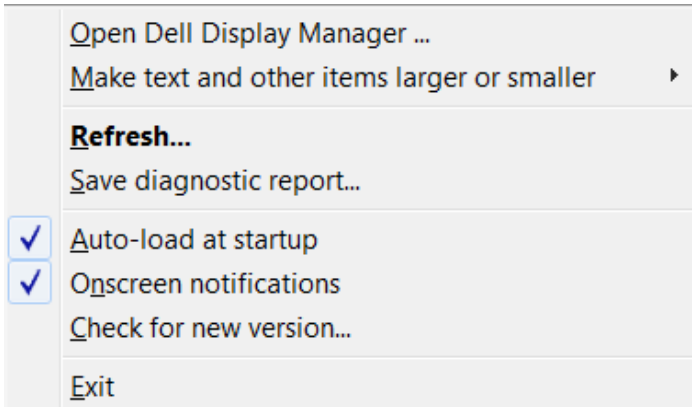 Open Dell Display Manager ...
Make text and other items larger or smaller
Refresh...
Save diagnostic report...
Auto-load at startup
Onscreen notifications
Check for new version...
Exit